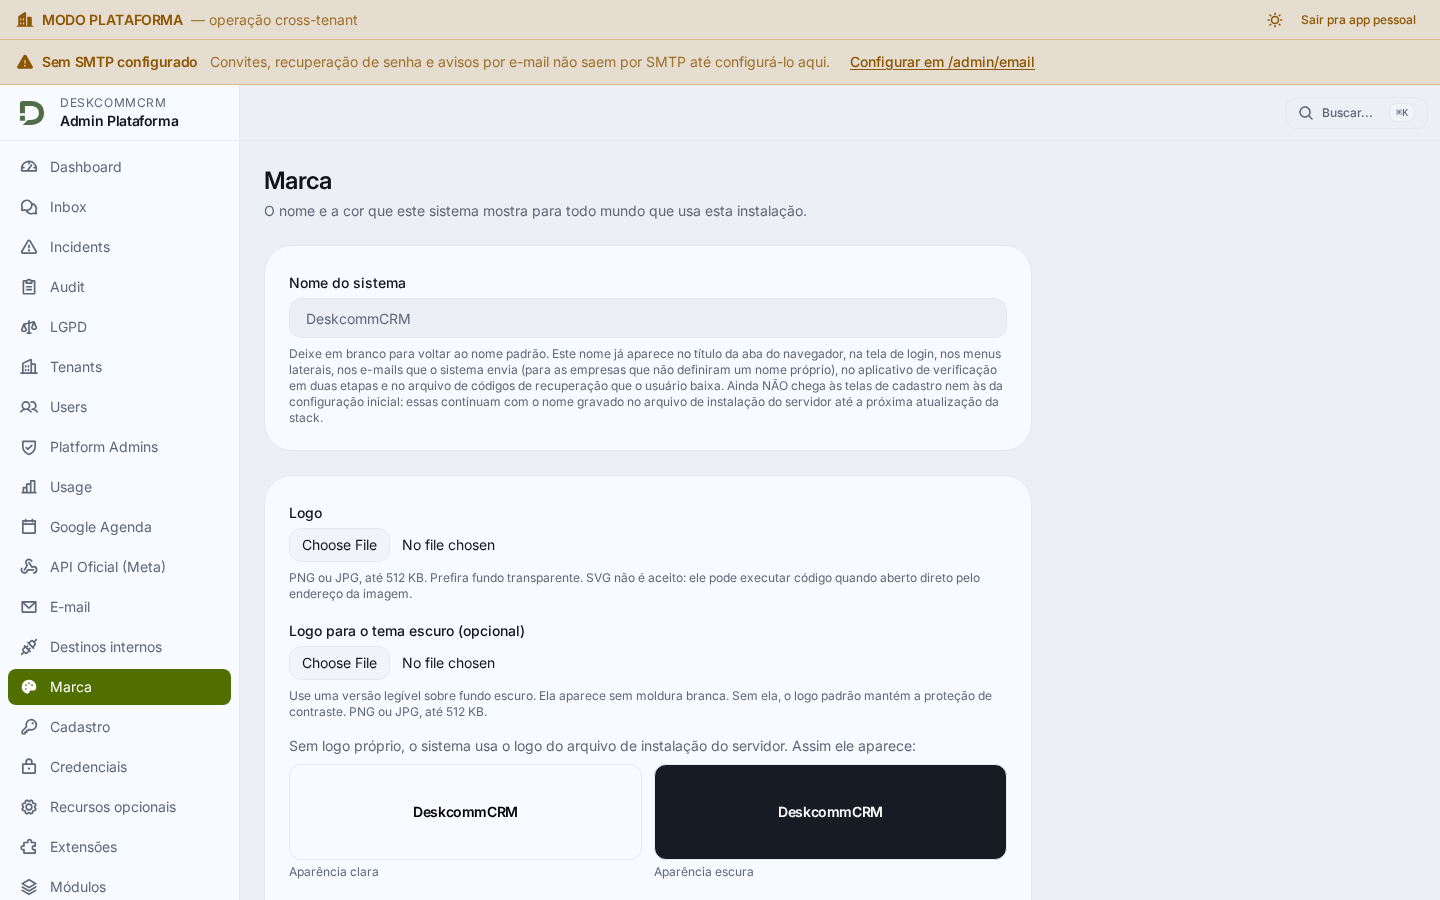 MODO PLATAFORMA — operação cross-tenant
Sair pra app pessoal
Sem SMTP configurado Convites, recuperação de senha e avisos por e-mail não saem por SMTP até configurá-lo aqui. Configurar em /admin/email
DESKCOMMCRM
Admin Plataforma
Buscar... ⌘K
Dashboard
Inbox
Incidents
Audit
LGPD
Tenants
Users
Platform Admins
Usage
Google Agenda
API Oficial (Meta)
E-mail
Destinos internos
Marca
Cadastro
Credenciais
Recursos opcionais
Extensões
Módulos
Marca
O nome e a cor que este sistema mostra para todo mundo que usa esta instalação.
Nome do sistema
DeskcommCRM
Deixe em branco para voltar ao nome padrão. Este nome já aparece no título da aba do navegador, na tela de login, nos menus
laterais, nos e-mails que o sistema envia (para as empresas que não definiram um nome próprio), no aplicativo de verificação
em duas etapas e no arquivo de códigos de recuperação que o usuário baixa. Ainda NÃO chega às telas de cadastro nem às da
configuração inicial: essas continuam com o nome gravado no arquivo de instalação do servidor até a próxima atualização da
stack.
Logo
Choose File No file chosen
PNG ou JPG, até 512 KB. Prefira fundo transparente. SVG não é aceito: ele pode executar código quando aberto direto pelo
endereço da imagem.
Logo para o tema escuro (opcional)
Choose File No file chosen
Use uma versão legível sobre fundo escuro. Ela aparece sem moldura branca. Sem ela, o logo padrão mantém a proteção de
contraste. PNG ou JPG, até 512 KB.
Sem logo próprio, o sistema usa o logo do arquivo de instalação do servidor. Assim ele aparece:
DeskcommCRM
DeskcommCRM
Aparência clara
Aparência escura